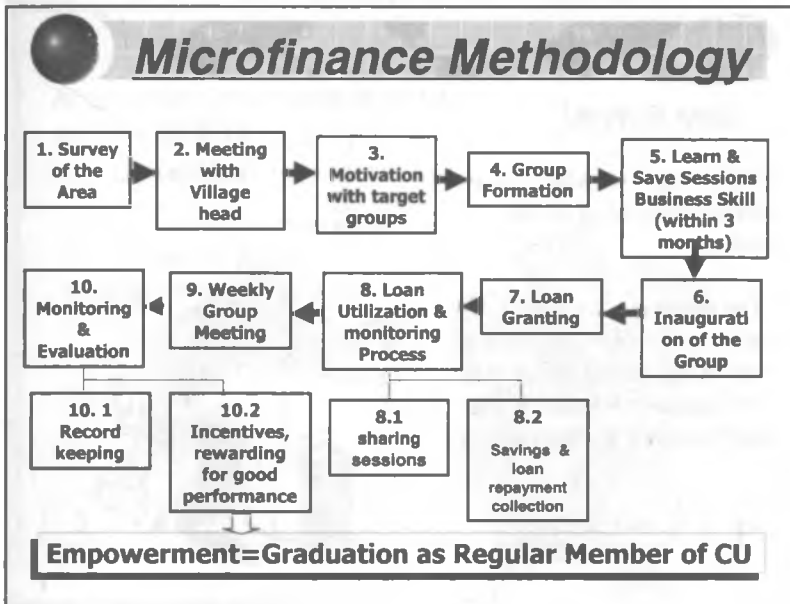 Microfinance Methodology
1. Survey
of the
Area
2. Meeting
with
Village
head
3.
Motivation
with target
groups
4. Group
Formation
5. Learn &
Save Sessions
Business Skill
(within 3
months)
6.
Inaugurati
on of the
Group
7. Loan
Granting
8. Loan
Utilization &
monitoring
Process
9. Weekly
Group
Meeting
10.
Monitoring
&
Evaluation
10. 1
Record
keeping
10.2
Incentives,
rewarding
for good
performance
8.1
sharing
sessions
8.2
Savings &
loan
repayment
collection
Empowerment=Graduation as Regular Member of CU